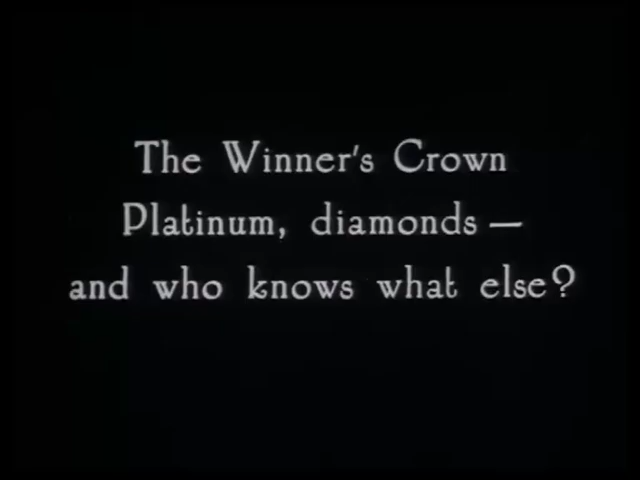 The Winner's Crown
Platinum, diamonds —
and who knows what else?